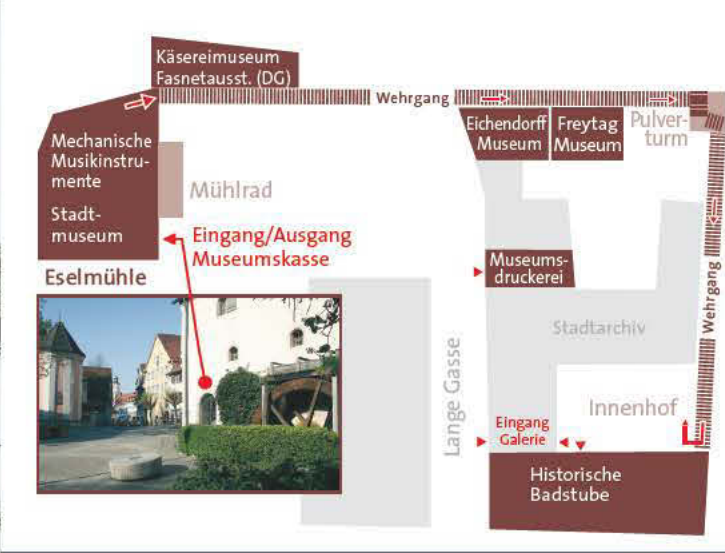 Käsereimuseum
Fasnetausst. (DG)
Wehrgang
Mechanische
Musikinstru-
mente
Stadt-
museum
Mühlrad
Eichendorff
Museum
Freytag
Museum
Pulver-
turm
Eingang/Ausgang
Museumskasse
Eselmühle
Museums-
druckerei
Wehrgang
Stadtarchiv
Lange Gasse
Innenhof
Eingang
Galerie
Historische
Badstube